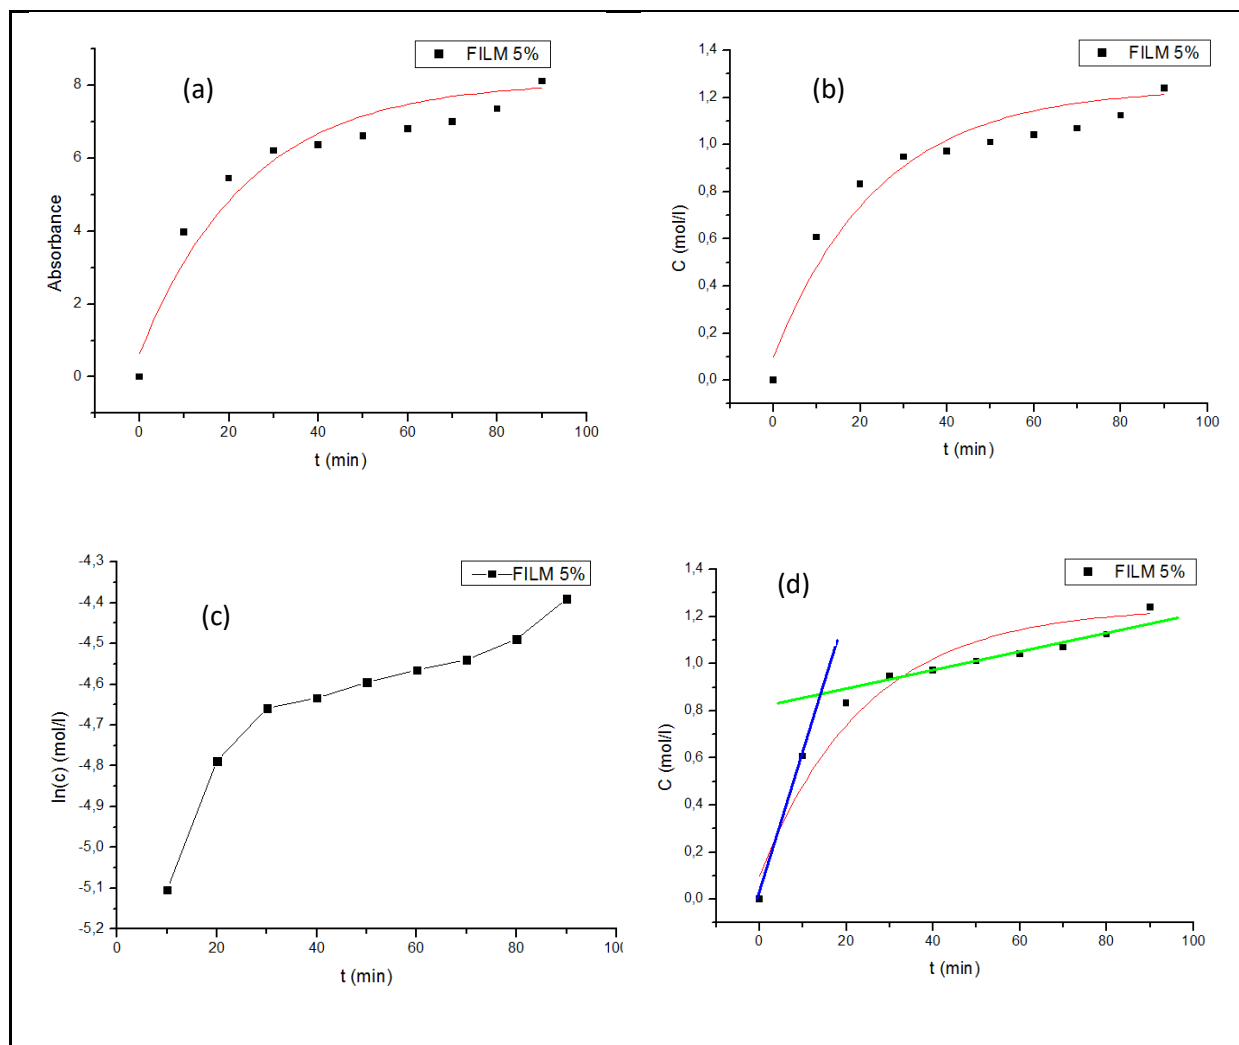 FILM 5%
(a)
8
6
4
2
0
Absorbance
0 20 40 60 80 100
t (min)
FILM 5%
(b)
1,4
1,2
1,0
0,8
0,6
0,4
0,2
0,0
C (mol/l)
0 20 40 60 80 100
t (min)
FILM 5%
(c)
-4,3
-4,4
-4,5
-4,6
-4,7
-4,8
-4,9
-5,0
-5,1
-5,2
ln(c) (mol/l)
0 20 40 60 80 100
t (min)
FILM 5%
(d)
1,4
1,2
1,0
0,8
0,6
0,4
0,2
0,0
C (mol/l)
0 20 40 60 80 100
t (min)